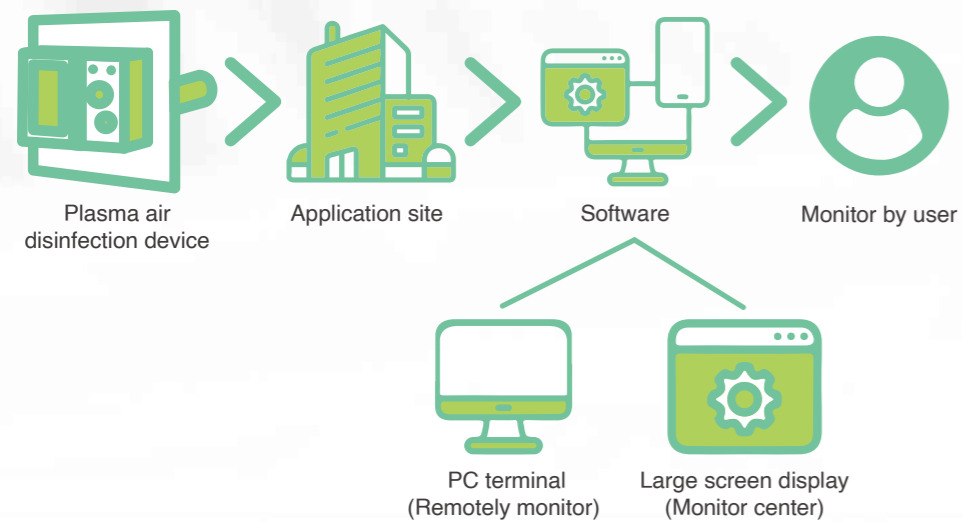 Plasma air
disinfection device
Application site
Software
Monitor by user
PC terminal
(Remotely monitor)
Large screen display
(Monitor center)